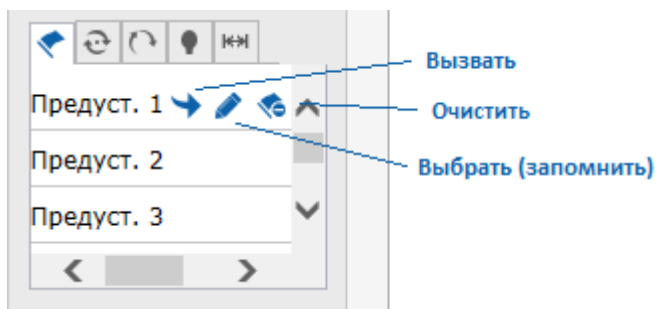 Вызвать
Предуст. 1
Очистить
Предуст. 2
Выбрать (запомнить)
Предуст. 3